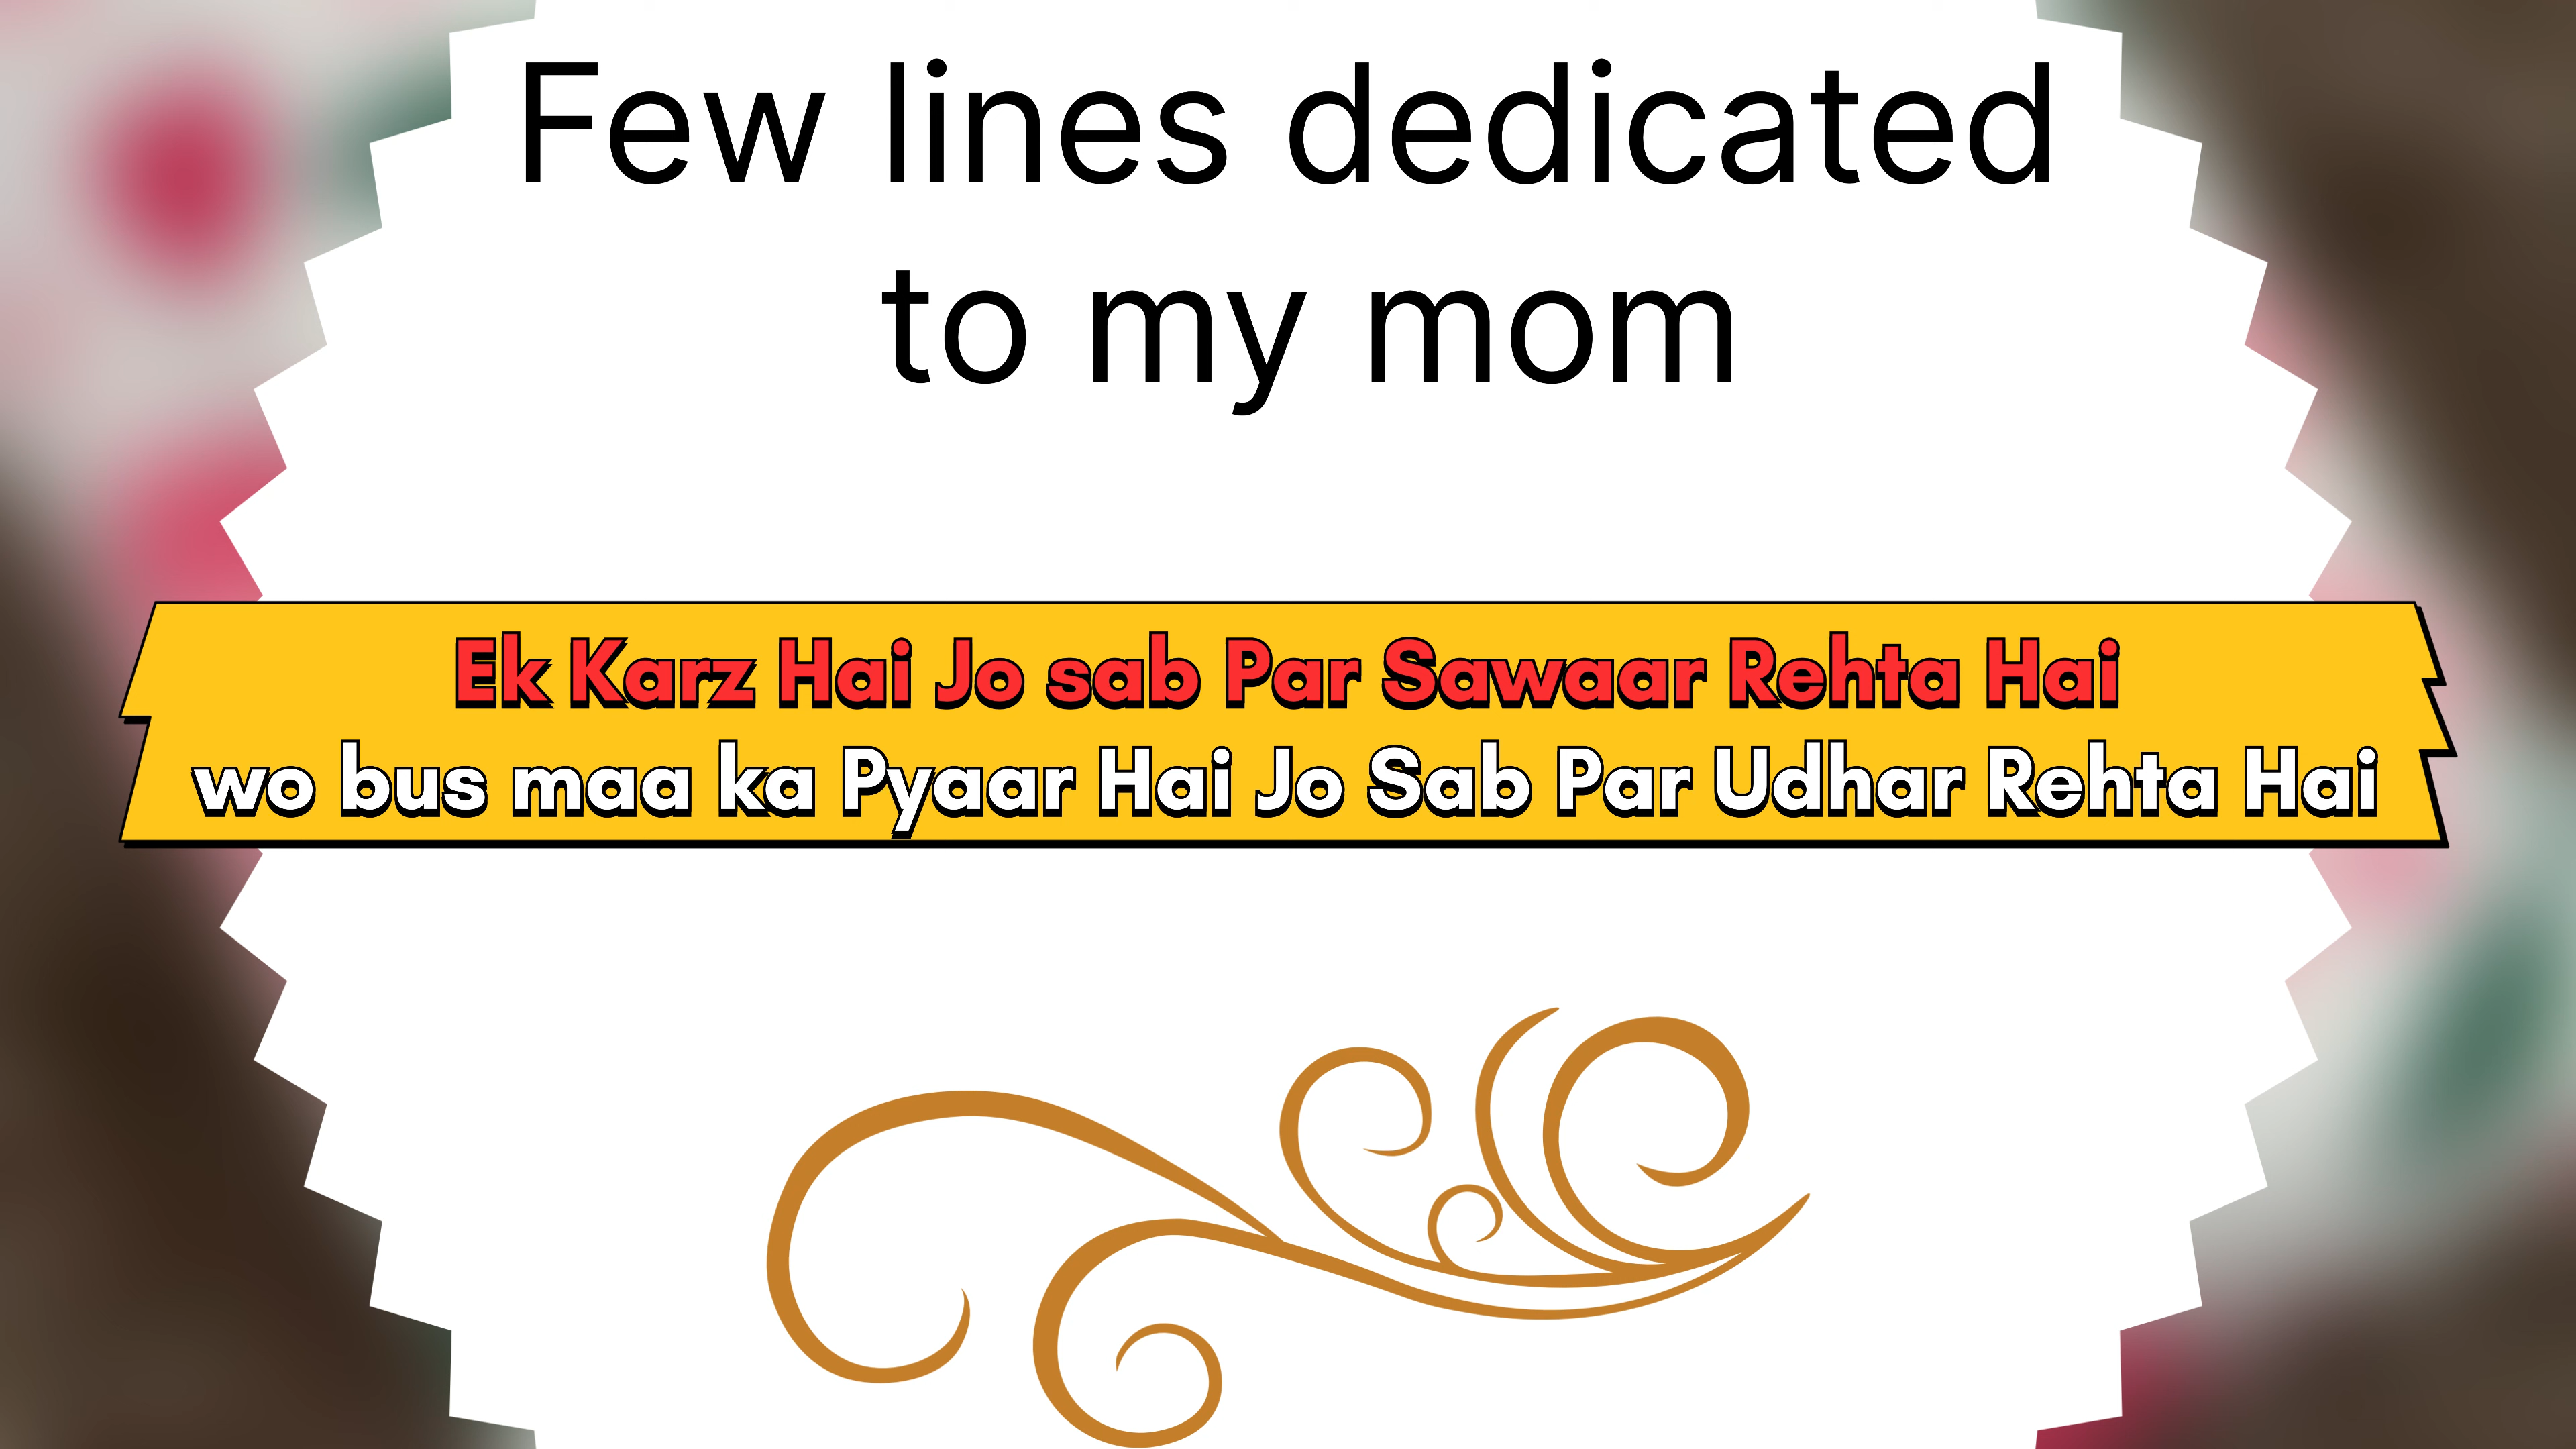 Few lines dedicated
to my mom
Ek Karz Hai Jo sab Par Sawaar Rehta Hai
wo bus maa ka Pyaar Hai Jo Sab Par Udhar Rehta Hai